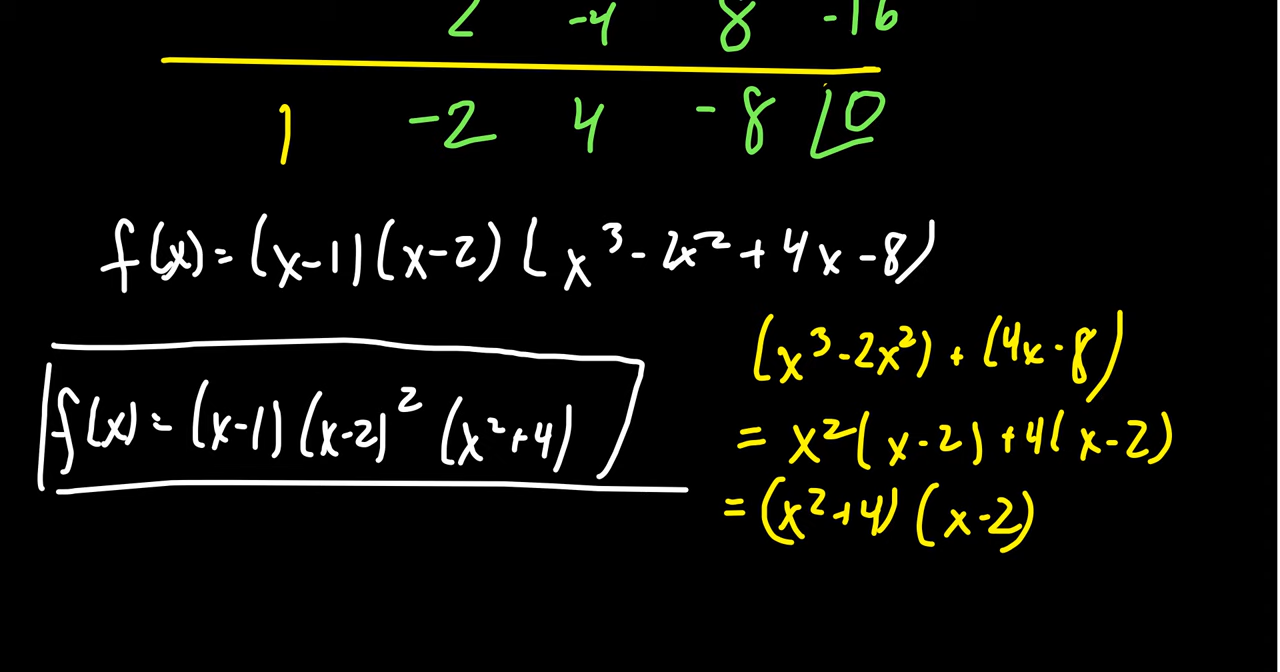 2 -4 8 -16
1 -2 4 -8 0
f(x) = (x-1)(x-2)(x³ - 2x² + 4x - 8)
(x³ - 2x²) + (4x - 8)
= x²(x-2) + 4(x-2)
= (x²+4)(x-2)
f(x) = (x-1)(x-2)²(x²+4)